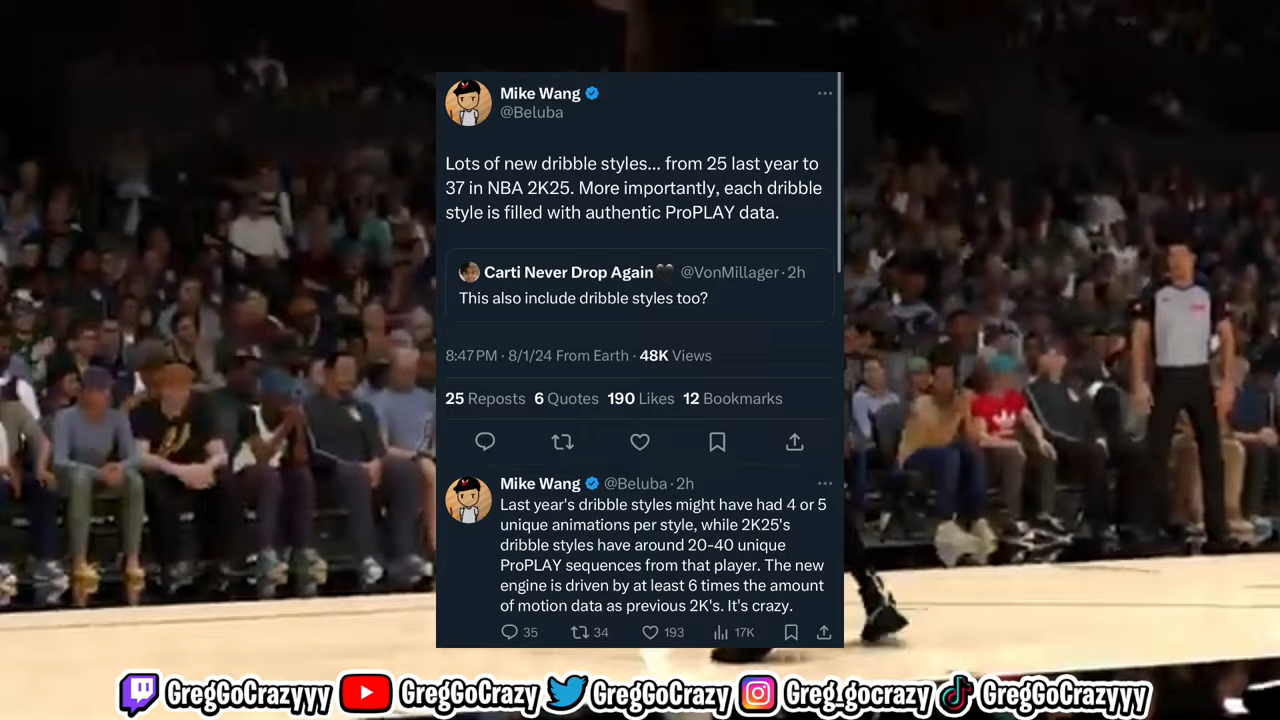 Mike Wang
@Beluba
Lots of new dribble styles... from 25 last year to
37 in NBA 2K25. More importantly, each dribble
style is filled with authentic ProPLAY data.
Carti Never Drop Again🖤 @VonMillager · 2h
This also include dribble styles too?
8:47 PM · 8/1/24 From Earth · 48K Views
25 Reposts 6 Quotes 190 Likes 12 Bookmarks
Mike Wang @Beluba · 2h
Last year's dribble styles might have had 4 or 5
unique animations per style, while 2K25's
dribble styles have around 20-40 unique
ProPLAY sequences from that player. The new
engine is driven by at least 6 times the amount
of motion data as previous 2K's. It's crazy.
35 34 193 17K
GregGoCrazyyy GregGoCrazy GregGoCrazy Greg_gocrazy GregGoCrazyyy